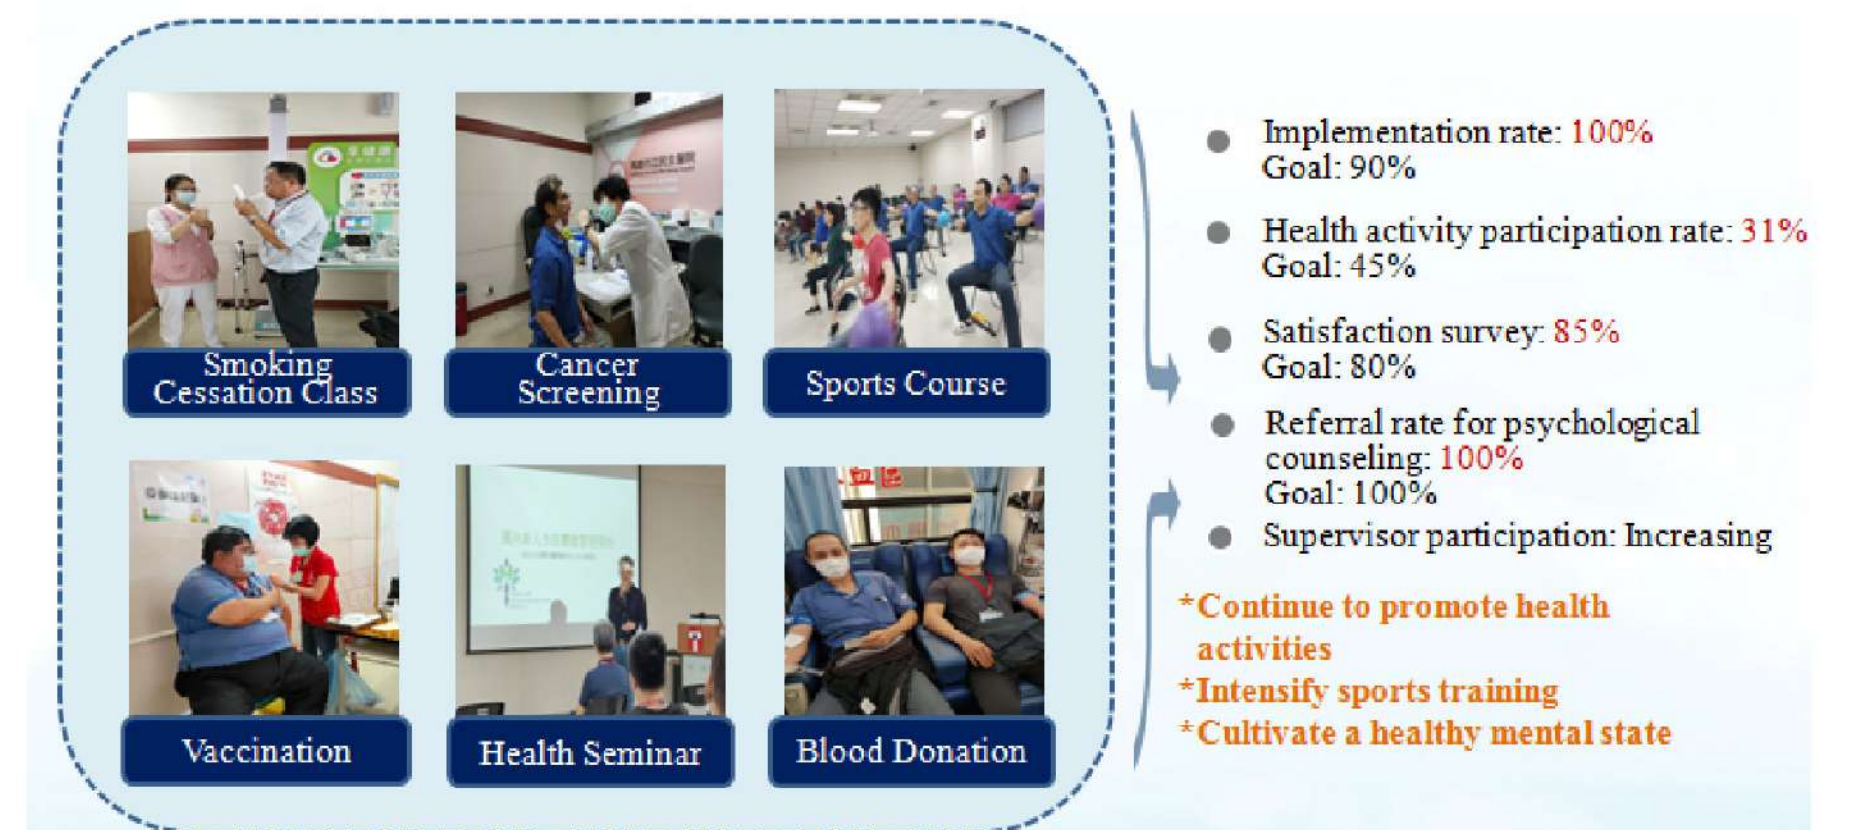 Smoking
Cessation Class
Cancer
Screening
Sports Course
Vaccination
Health Seminar
Blood Donation
Implementation rate: 100%
Goal: 90%
Health activity participation rate: 31%
Goal: 45%
Satisfaction survey: 85%
Goal: 80%
Referral rate for psychological
counseling: 100%
Goal: 100%
Supervisor participation: Increasing
*Continue to promote health
activities
*Intensify sports training
*Cultivate a healthy mental state